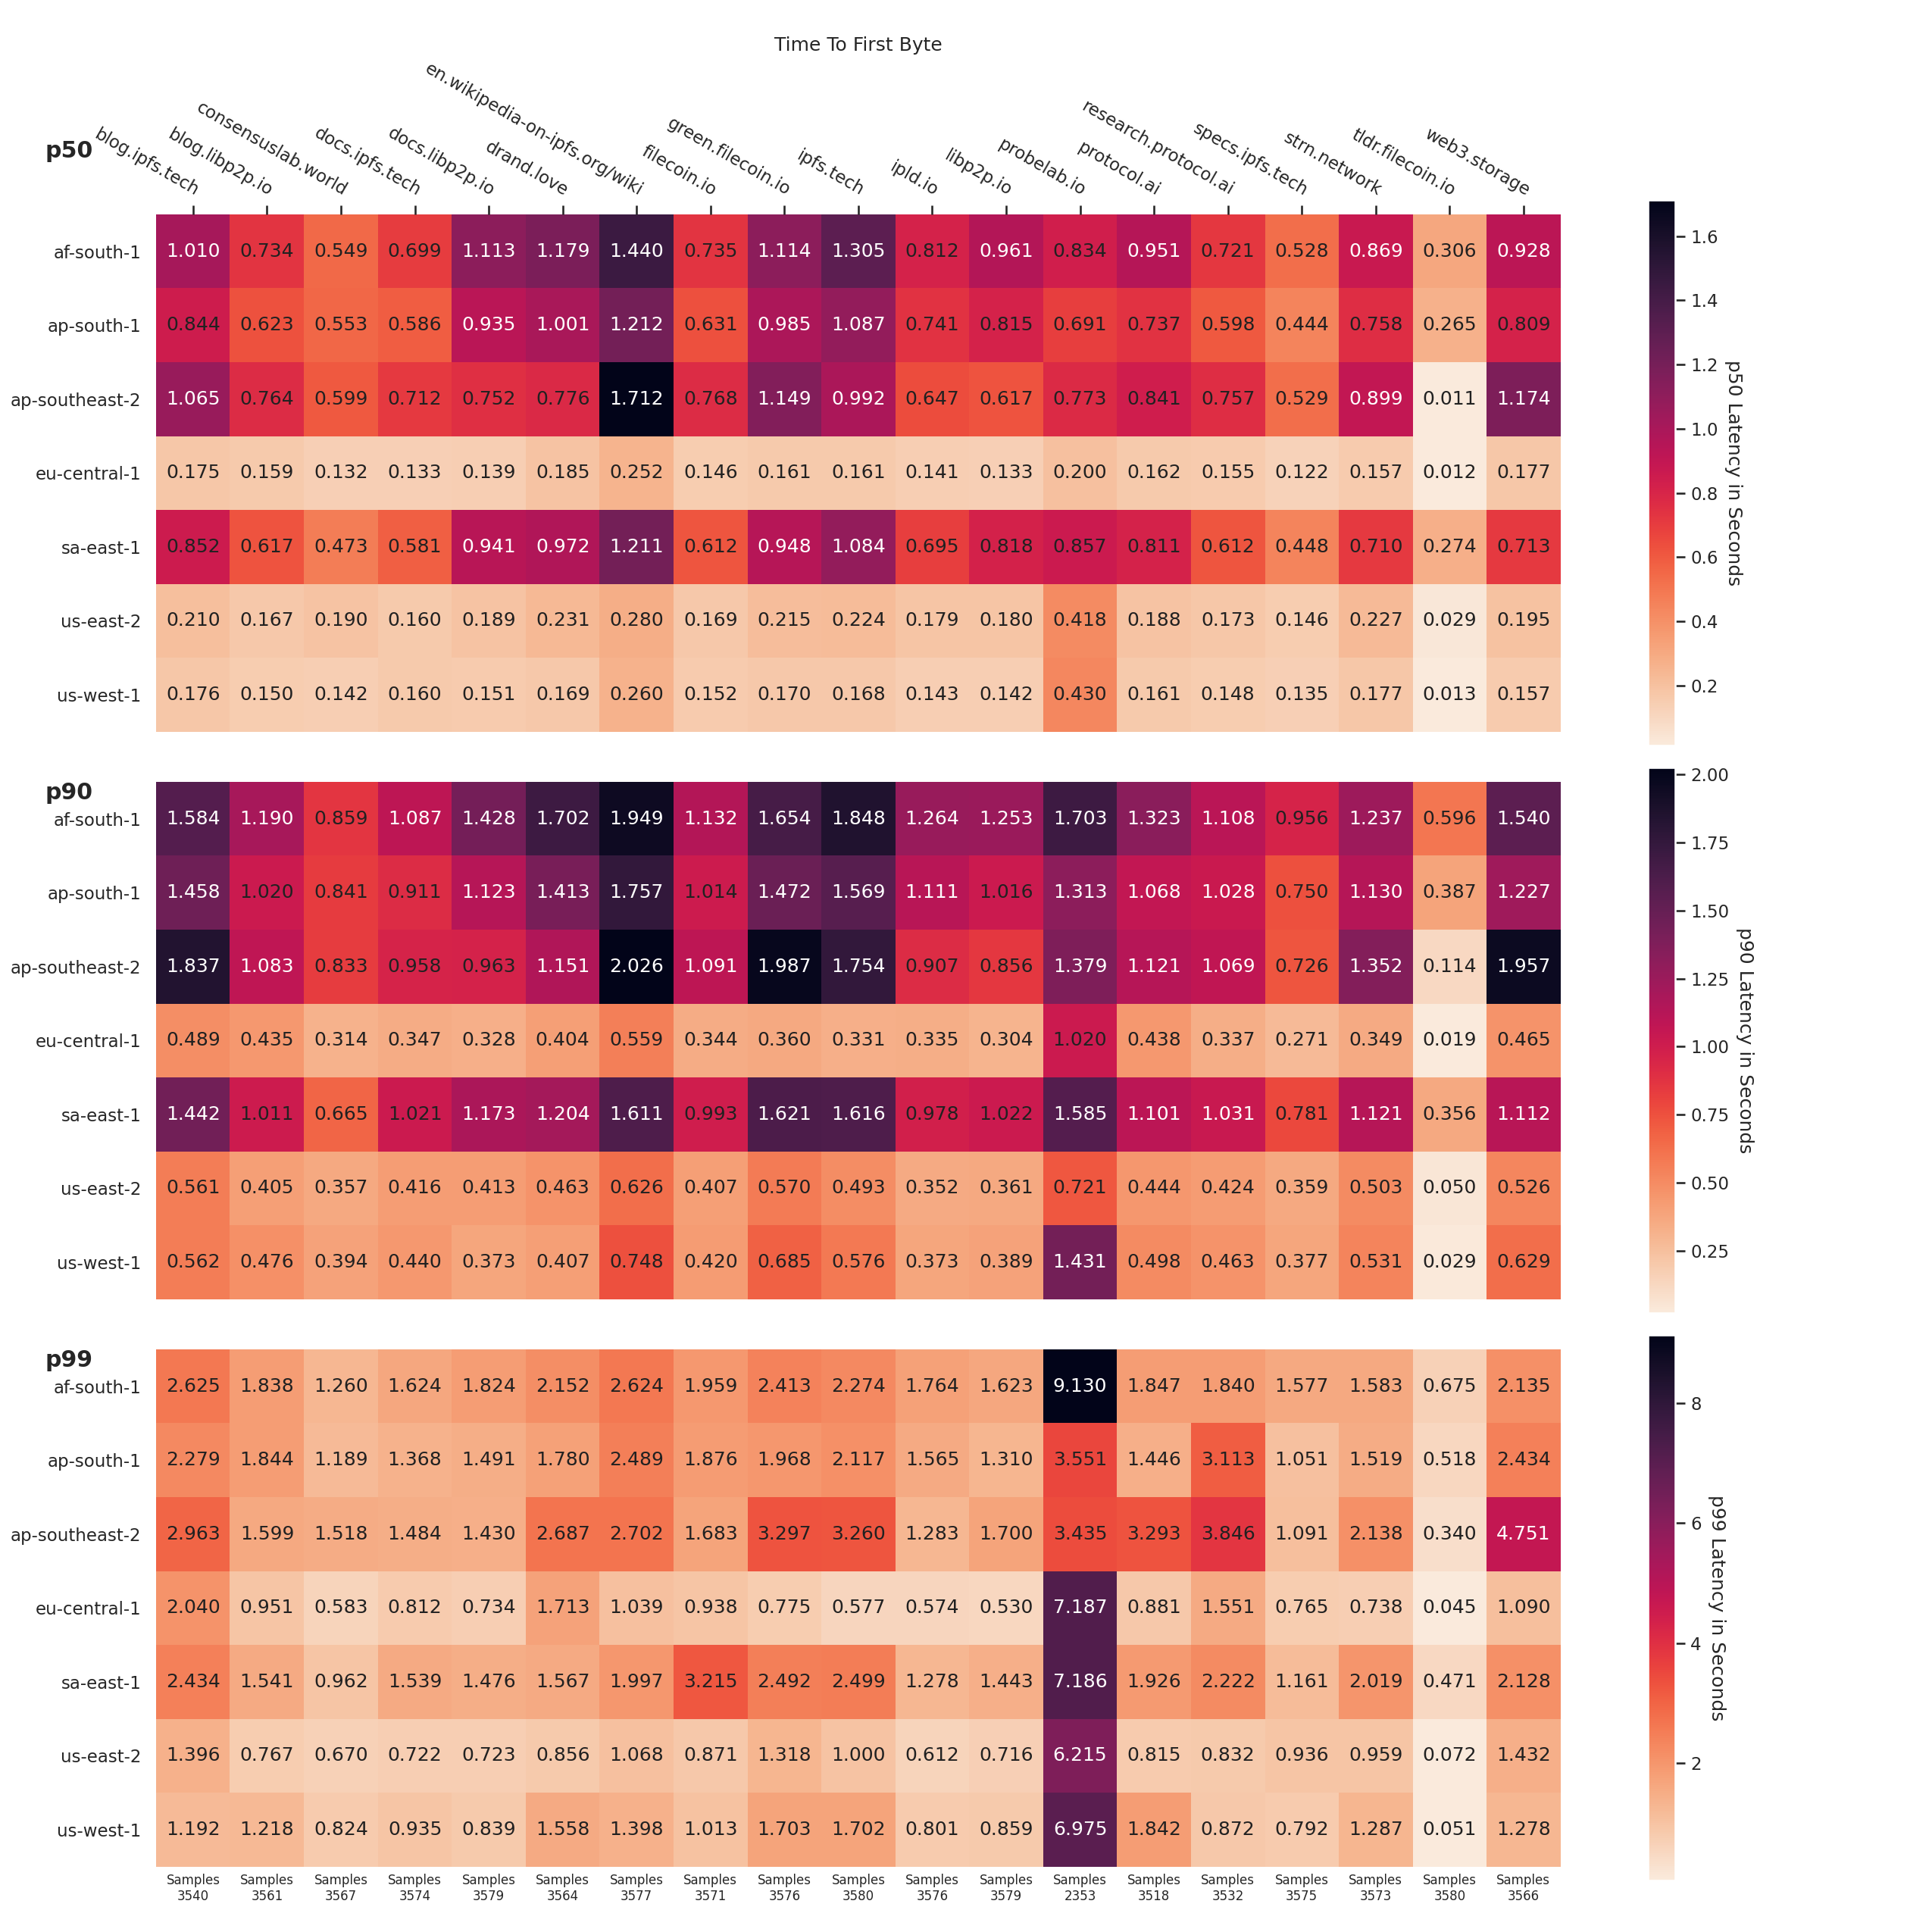 Time To First Byte
p50
blog.ipfs.tech
blog.libp2p.io
consensuslab.world
docs.ipfs.tech
docs.libp2p.io
drand.love
en.wikipedia-on-ipfs.org/wiki
filecoin.io
green.filecoin.io
ipfs.tech
ipld.io
libp2p.io
probelab.io
protocol.ai
research.protocol.ai
specs.ipfs.tech
strn.network
tldr.filecoin.io
web3.storage
af-south-1 1.010 0.734 0.549 0.699 1.113 1.179 1.440 0.735 1.114 1.305 0.812 0.961 0.834 0.951 0.721 0.528 0.869 0.306 0.928
ap-south-1 0.844 0.623 0.553 0.586 0.935 1.001 1.212 0.631 0.985 1.087 0.741 0.815 0.691 0.737 0.598 0.444 0.758 0.265 0.809
ap-southeast-2 1.065 0.764 0.599 0.712 0.752 0.776 1.712 0.768 1.149 0.992 0.647 0.617 0.773 0.841 0.757 0.529 0.899 0.011 1.174
eu-central-1 0.175 0.159 0.132 0.133 0.139 0.185 0.252 0.146 0.161 0.161 0.141 0.133 0.200 0.162 0.155 0.122 0.157 0.012 0.177
sa-east-1 0.852 0.617 0.473 0.581 0.941 0.972 1.211 0.612 0.948 1.084 0.695 0.818 0.857 0.811 0.612 0.448 0.710 0.274 0.713
us-east-2 0.210 0.167 0.190 0.160 0.189 0.231 0.280 0.169 0.215 0.224 0.179 0.180 0.418 0.188 0.173 0.146 0.227 0.029 0.195
us-west-1 0.176 0.150 0.142 0.160 0.151 0.169 0.260 0.152 0.170 0.168 0.143 0.142 0.430 0.161 0.148 0.135 0.177 0.013 0.157
1.6
1.4
1.2
1.0
0.8
0.6
0.4
0.2
p50 Latency in Seconds
p90
af-south-1 1.584 1.190 0.859 1.087 1.428 1.702 1.949 1.132 1.654 1.848 1.264 1.253 1.703 1.323 1.108 0.956 1.237 0.596 1.540
ap-south-1 1.458 1.020 0.841 0.911 1.123 1.413 1.757 1.014 1.472 1.569 1.111 1.016 1.313 1.068 1.028 0.750 1.130 0.387 1.227
ap-southeast-2 1.837 1.083 0.833 0.958 0.963 1.151 2.026 1.091 1.987 1.754 0.907 0.856 1.379 1.121 1.069 0.726 1.352 0.114 1.957
eu-central-1 0.489 0.435 0.314 0.347 0.328 0.404 0.559 0.344 0.360 0.331 0.335 0.304 1.020 0.438 0.337 0.271 0.349 0.019 0.465
sa-east-1 1.442 1.011 0.665 1.021 1.173 1.204 1.611 0.993 1.621 1.616 0.978 1.022 1.585 1.101 1.031 0.781 1.121 0.356 1.112
us-east-2 0.561 0.405 0.357 0.416 0.413 0.463 0.626 0.407 0.570 0.493 0.352 0.361 0.721 0.444 0.424 0.359 0.503 0.050 0.526
us-west-1 0.562 0.476 0.394 0.440 0.373 0.407 0.748 0.420 0.685 0.576 0.373 0.389 1.431 0.498 0.463 0.377 0.531 0.029 0.629
2.00
1.75
1.50
1.25
1.00
0.75
0.50
0.25
p90 Latency in Seconds
p99
af-south-1 2.625 1.838 1.260 1.624 1.824 2.152 2.624 1.959 2.413 2.274 1.764 1.623 9.130 1.847 1.840 1.577 1.583 0.675 2.135
ap-south-1 2.279 1.844 1.189 1.368 1.491 1.780 2.489 1.876 1.968 2.117 1.565 1.310 3.551 1.446 3.113 1.051 1.519 0.518 2.434
ap-southeast-2 2.963 1.599 1.518 1.484 1.430 2.687 2.702 1.683 3.297 3.260 1.283 1.700 3.435 3.293 3.846 1.091 2.138 0.340 4.751
eu-central-1 2.040 0.951 0.583 0.812 0.734 1.713 1.039 0.938 0.775 0.577 0.574 0.530 7.187 0.881 1.551 0.765 0.738 0.045 1.090
sa-east-1 2.434 1.541 0.962 1.539 1.476 1.567 1.997 3.215 2.492 2.499 1.278 1.443 7.186 1.926 2.222 1.161 2.019 0.471 2.128
us-east-2 1.396 0.767 0.670 0.722 0.723 0.856 1.068 0.871 1.318 1.000 0.612 0.716 6.215 0.815 0.832 0.936 0.959 0.072 1.432
us-west-1 1.192 1.218 0.824 0.935 0.839 1.558 1.398 1.013 1.703 1.702 0.801 0.859 6.975 1.842 0.872 0.792 1.287 0.051 1.278
8
6
4
2
p99 Latency in Seconds
Samples Samples Samples Samples Samples Samples Samples Samples Samples Samples Samples Samples Samples Samples Samples Samples Samples Samples Samples
3540 3561 3567 3574 3579 3564 3577 3571 3576 3580 3576 3579 2353 3518 3532 3575 3573 3580 3566